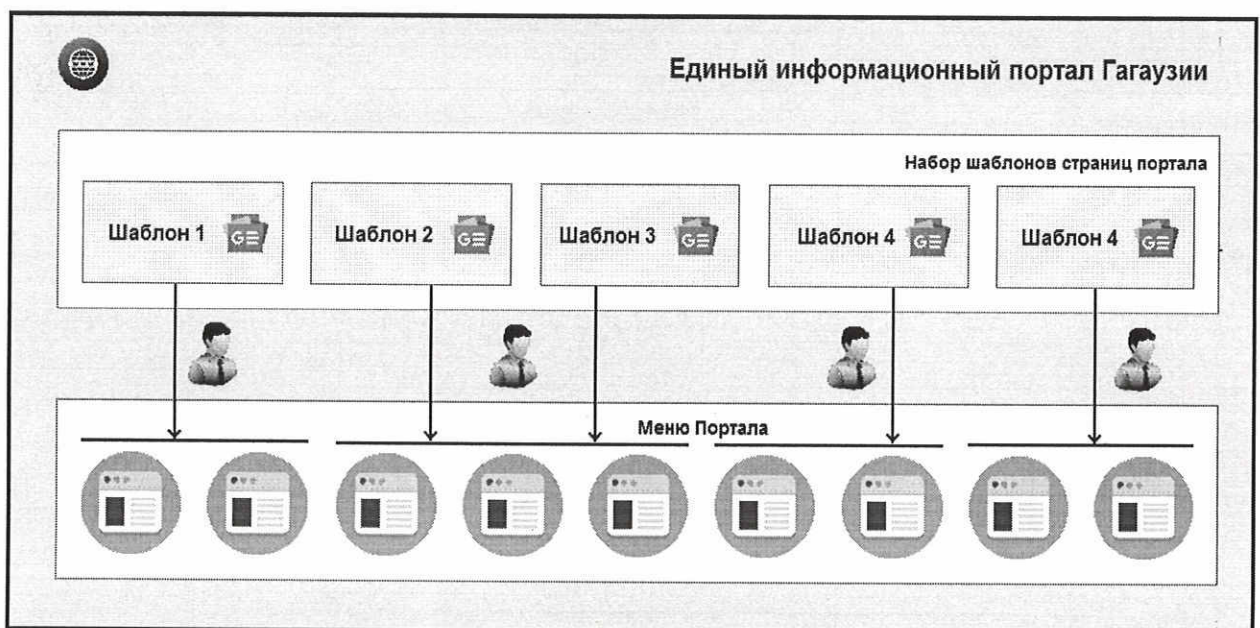 Единый информационный портал Гагаузии
Набор шаблонов страниц портала
Шаблон 1
Шаблон 2
Шаблон 3
Шаблон 4
Шаблон 4
Меню Портала